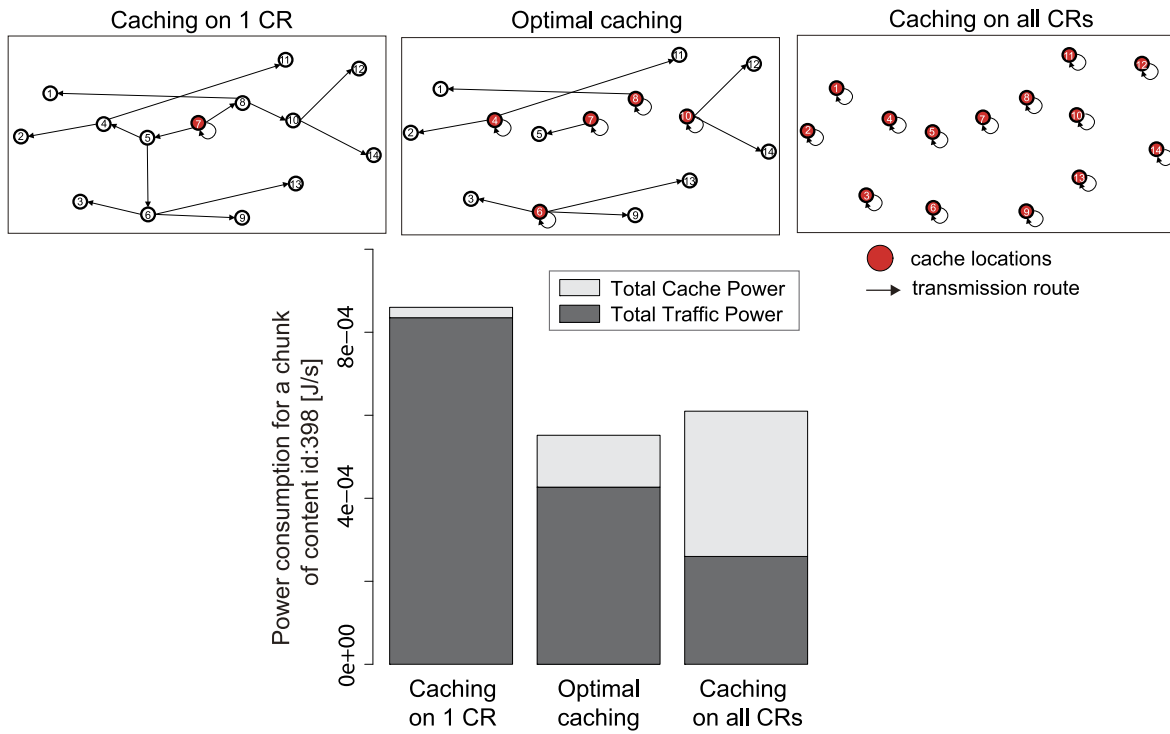 Caching on 1 CR
Optimal caching
Caching on all CRs
11
12
1
8
4
7
10
2
5
14
13
3
6
9
11
12
1
8
4
7
10
2
5
14
13
3
6
9
11
12
1
8
4
7
10
2
5
14
13
3
6
9
cache locations
transmission route
Total Cache Power
Total Traffic Power
Power consumption for a chunk
of content id:398 [J/s]
8e−04
4e−04
0e+00
Caching
on 1 CR
Optimal
caching
Caching
on all CRs